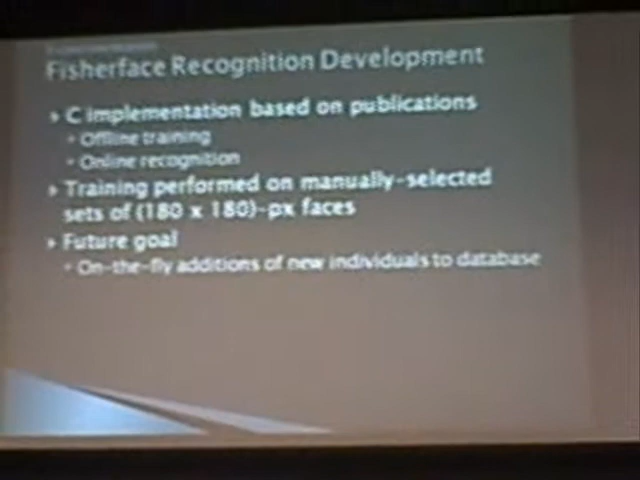 Fisherface Recognition Development
C implementation based on publications
Offline training
Online recognition
Training performed on manually-selected
sets of (180 x 180)-px faces
Future goal
On-the-fly additions of new individuals to database